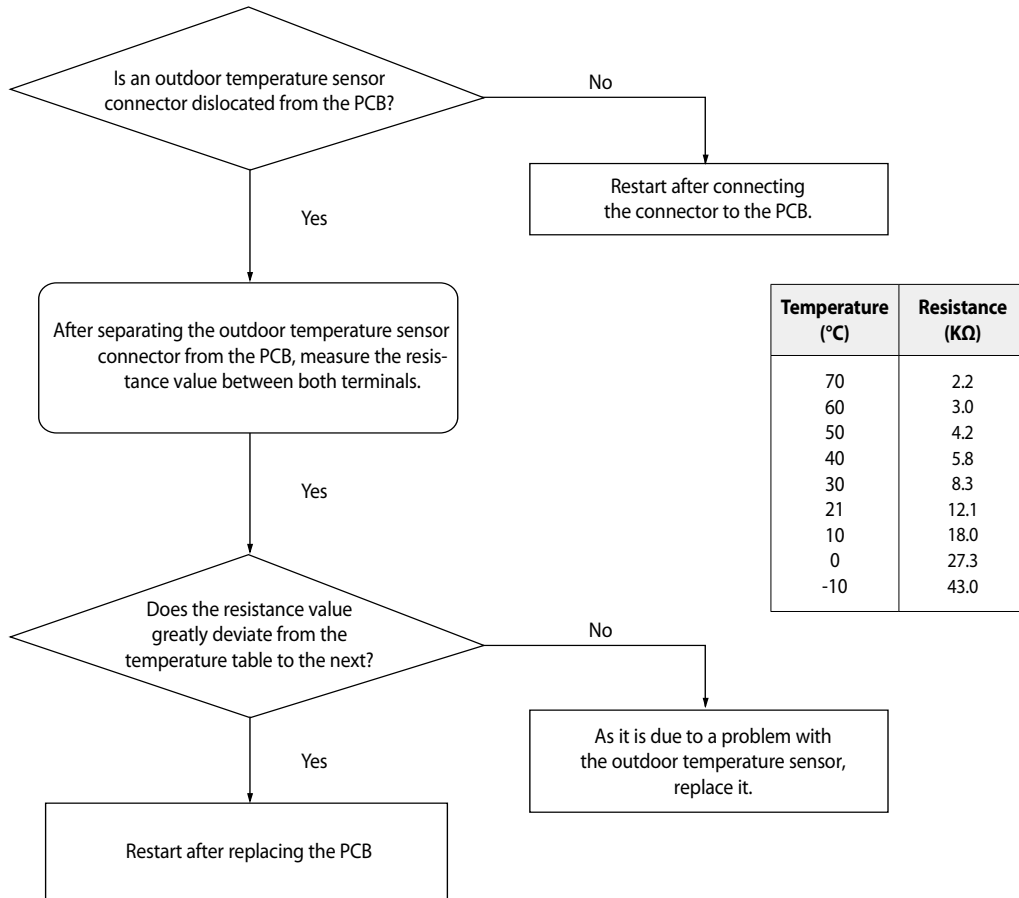 Is an outdoor temperature sensor
connector dislocated from the PCB?
No
Restart after connecting
the connector to the PCB.
Yes
After separating the outdoor temperature sensor
connector from the PCB, measure the resis-
tance value between both terminals.
Temperature
(°C)
Resistance
(KΩ)
70 2.2
60 3.0
50 4.2
40 5.8
30 8.3
21 12.1
10 18.0
0 27.3
-10 43.0
Yes
Does the resistance value
greatly deviate from the
temperature table to the next?
No
As it is due to a problem with
the outdoor temperature sensor,
replace it.
Yes
Restart after replacing the PCB